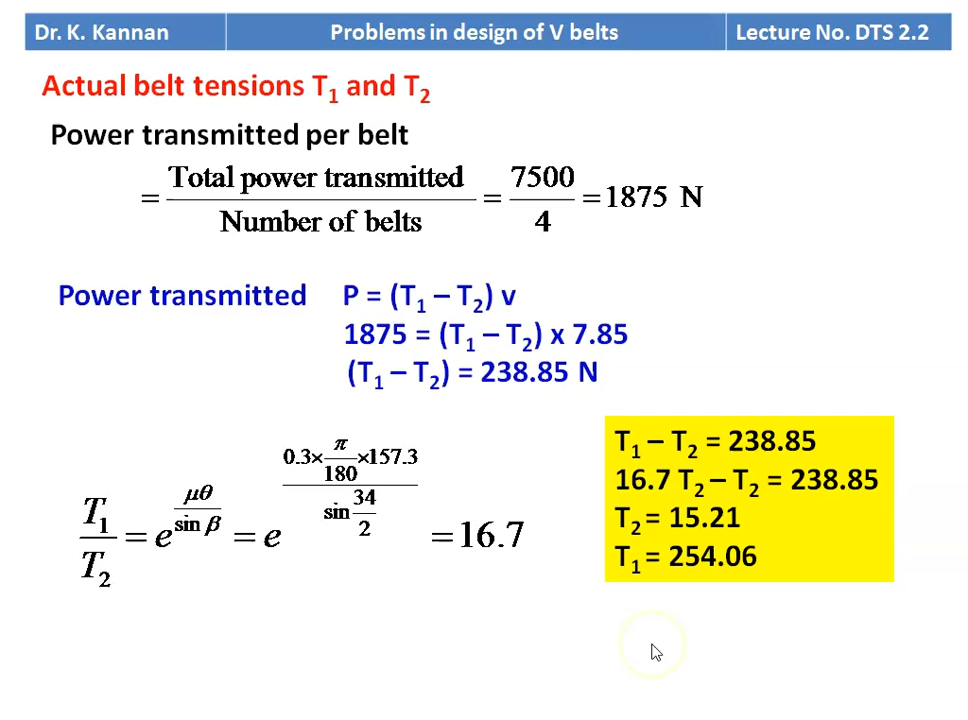 Dr. K. Kannan Problems in design of V belts Lecture No. DTS 2.2
Actual belt tensions T₁ and T₂
Power transmitted per belt
= Total power transmitted / Number of belts = 7500 / 4 = 1875 N
Power transmitted P = (T₁ – T₂) v
1875 = (T₁ – T₂) x 7.85
(T₁ – T₂) = 238.85 N
T₁ / T₂ = e^(μθ / sin β) = e^((0.3 × π/180 × 157.3) / (sin 34/2)) = 16.7
T₁ – T₂ = 238.85
16.7 T₂ – T₂ = 238.85
T₂ = 15.21
T₁ = 254.06